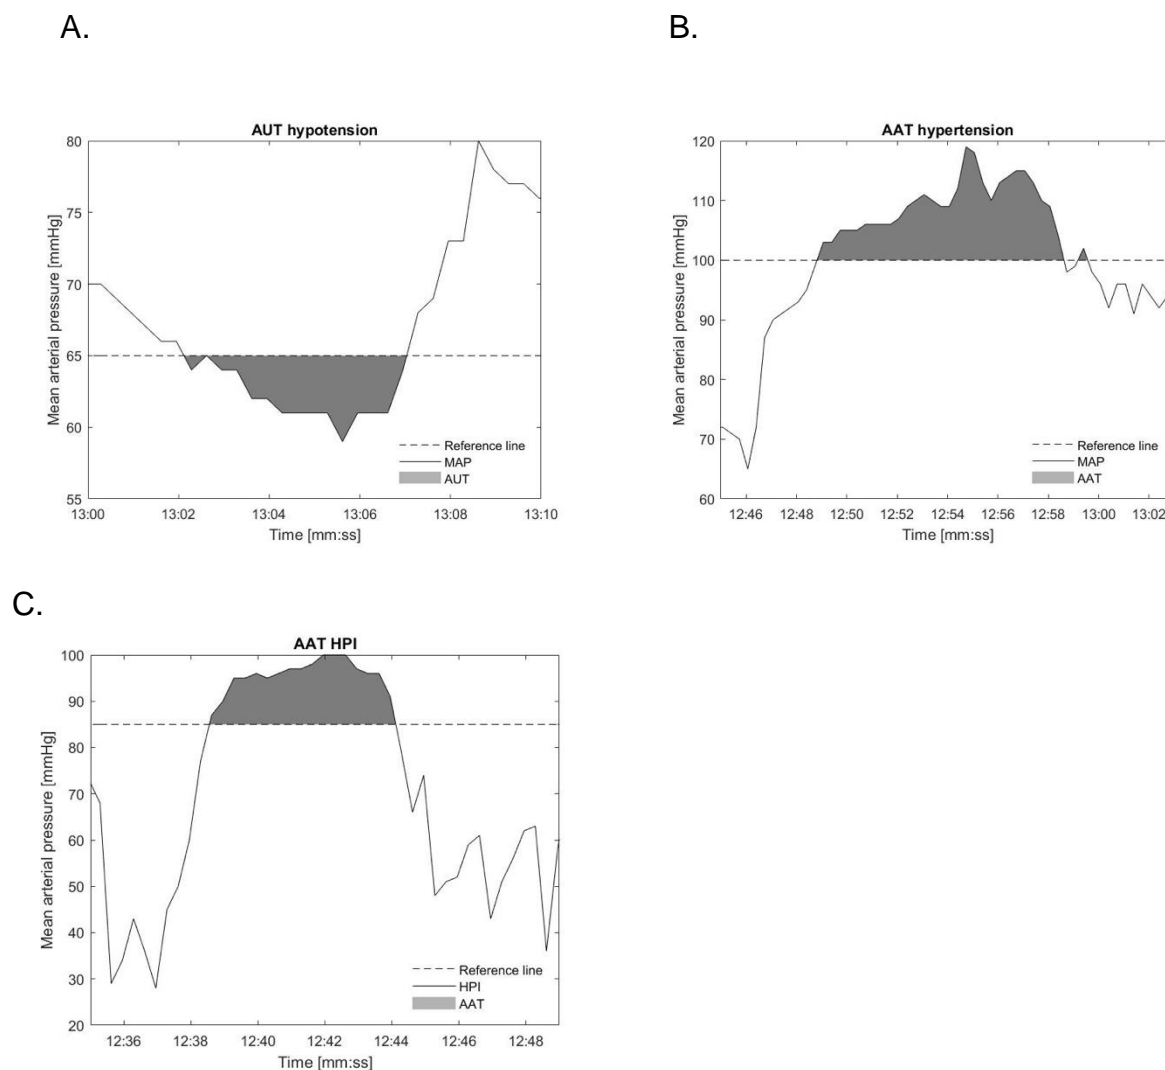 A.
AUT hypotension
Mean arterial pressure [mmHg]
80
75
70
65
60
55
Reference line
MAP
AUT
13:00 13:02 13:04 13:06 13:08 13:10
Time [mm:ss]
B.
AAT hypertension
Mean arterial pressure [mmHg]
120
110
100
90
80
70
60
Reference line
MAP
AAT
12:46 12:48 12:50 12:52 12:54 12:56 12:58 13:00 13:02
Time [mm:ss]
C.
AAT HPI
Mean arterial pressure [mmHg]
100
90
80
70
60
50
40
30
20
Reference line
HPI
AAT
12:36 12:38 12:40 12:42 12:44 12:46 12:48
Time [mm:ss]